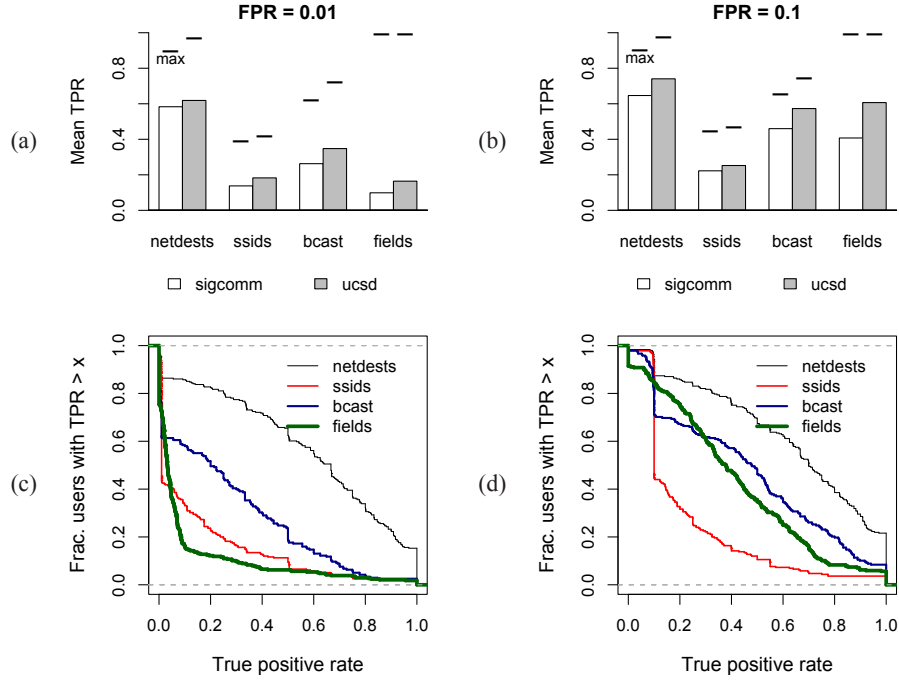 FPR = 0.01
(a)
Mean TPR
0.0 0.4 0.8
max
netdests ssids bcast fields
sigcomm ucsd
FPR = 0.1
(b)
Mean TPR
0.0 0.4 0.8
max
netdests ssids bcast fields
sigcomm ucsd
(c)
Frac. users with TPR > x
0.0 0.2 0.4 0.6 0.8 1.0
netdests
ssids
bcast
fields
0.0 0.2 0.4 0.6 0.8 1.0
True positive rate
(d)
Frac. users with TPR > x
0.0 0.2 0.4 0.6 0.8 1.0
netdests
ssids
bcast
fields
0.0 0.2 0.4 0.6 0.8 1.0
True positive rate